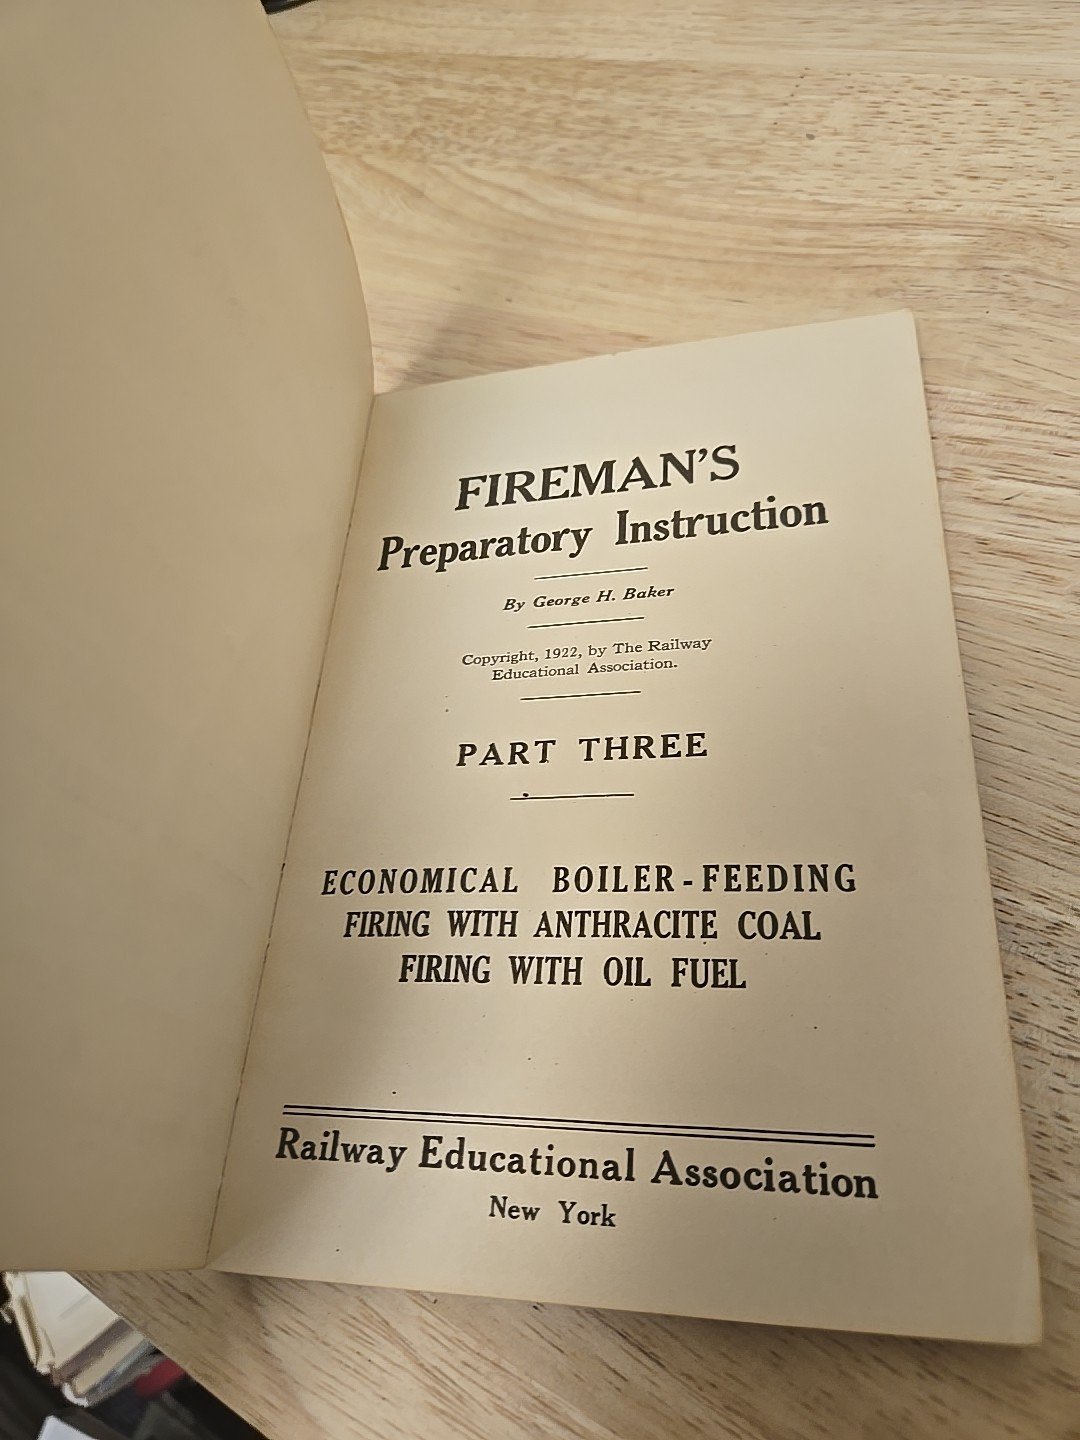 FIREMAN'S
Preparatory Instruction
By George H. Baker
Copyright, 1922, by The Railway
Educational Association.
PART THREE
ECONOMICAL BOILER-FEEDING
FIRING WITH ANTHRACITE COAL
FIRING WITH OIL FUEL
Railway Educational Association
New York